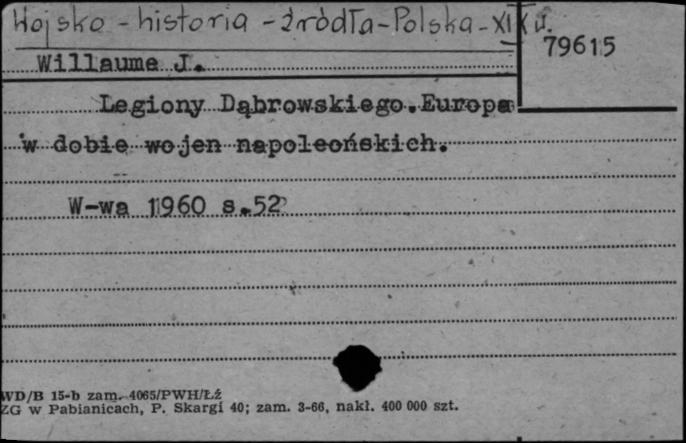 Wojsko - historia - źródła - Polska - XIX w.
79615
Willaume J.
Legiony Dąbrowskiego. Europa
w dobie wojen napoleońskich.
W-wa 1960 s. 52
WD/B 15-b zam. 4065/PWH/Łź
ZG w Pabianicach, P. Skargi 40; zam. 3-66, nakł. 400 000 szt.